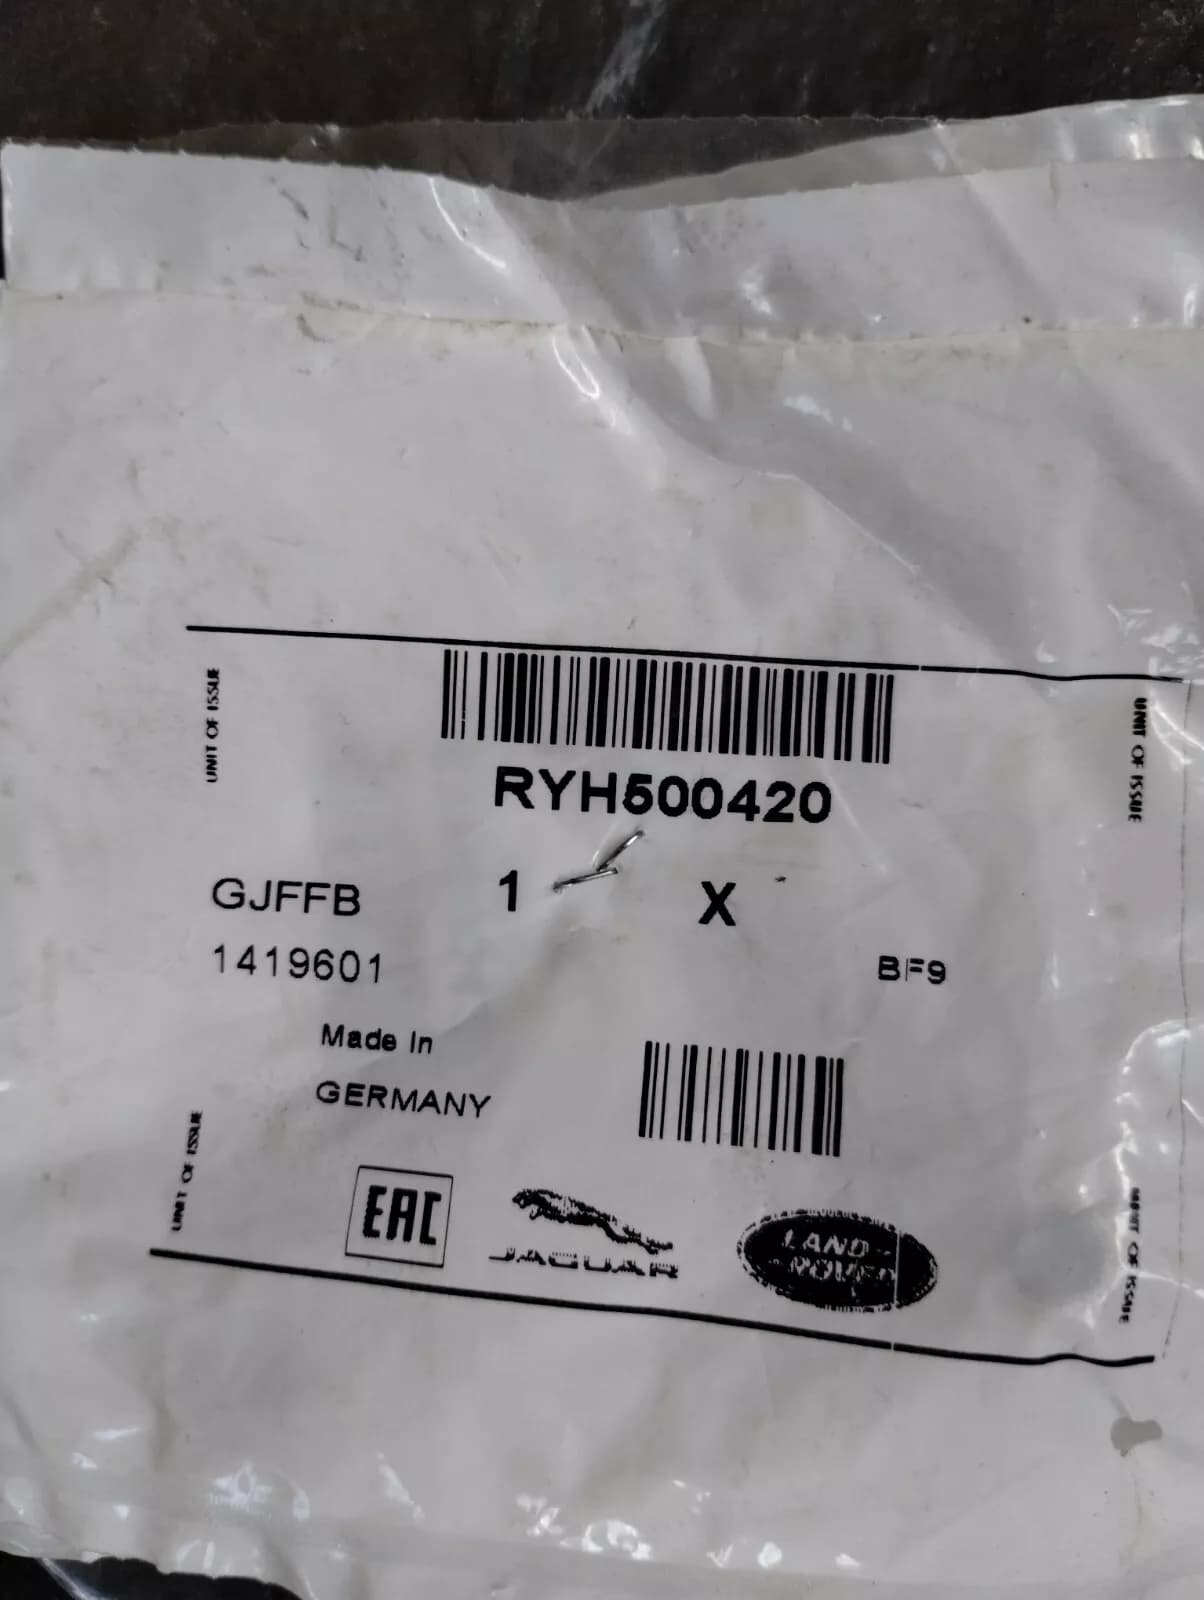 UNIT OF ISSUE
UNIT OF ISSUE
RYH500420
GJFFB
1
X
1419601
BF9
Made In
GERMANY
UNIT OF ISSUE
UNIT OF ISSUE
EAC
JAGUAR
LAND
ROVER